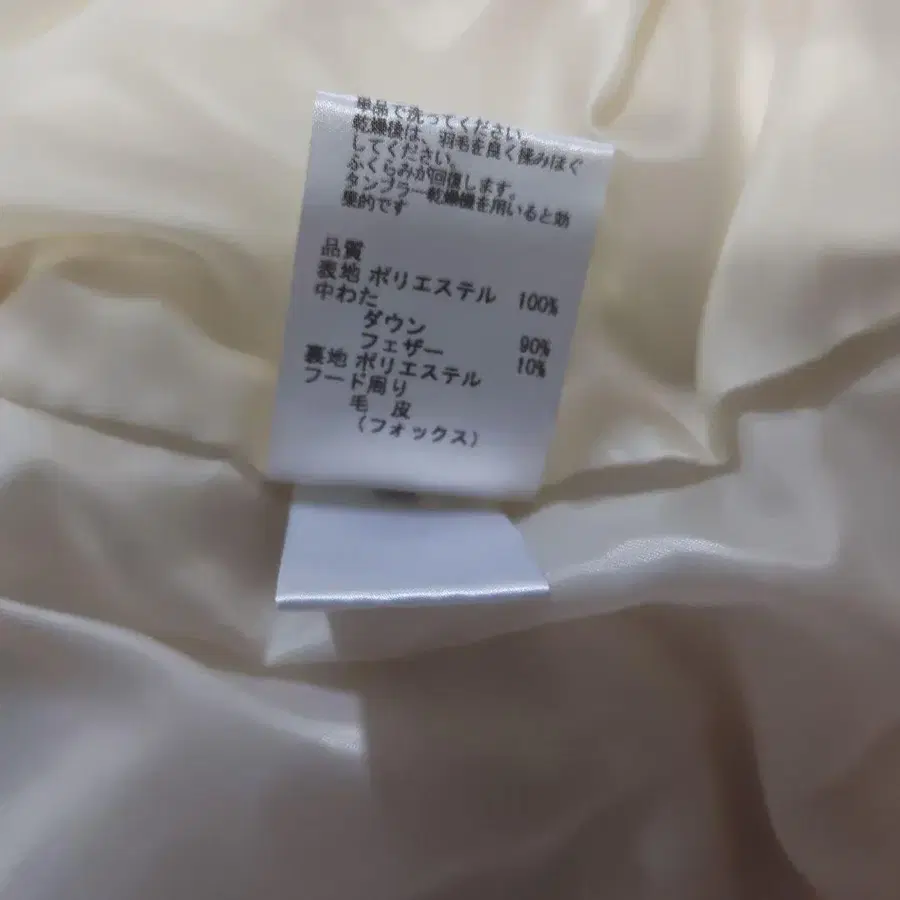 単品で洗ってください。
乾燥後は、羽毛を良く揉みほぐ
してください。
ふくらみが回復します。
タンブラー乾燥機を用いると効
果的です
品質
表地 ポリエステル 100%
中わた
ダウン 90%
フェザー 10%
裏地 ポリエステル
フード周り
毛 皮
(フォックス)